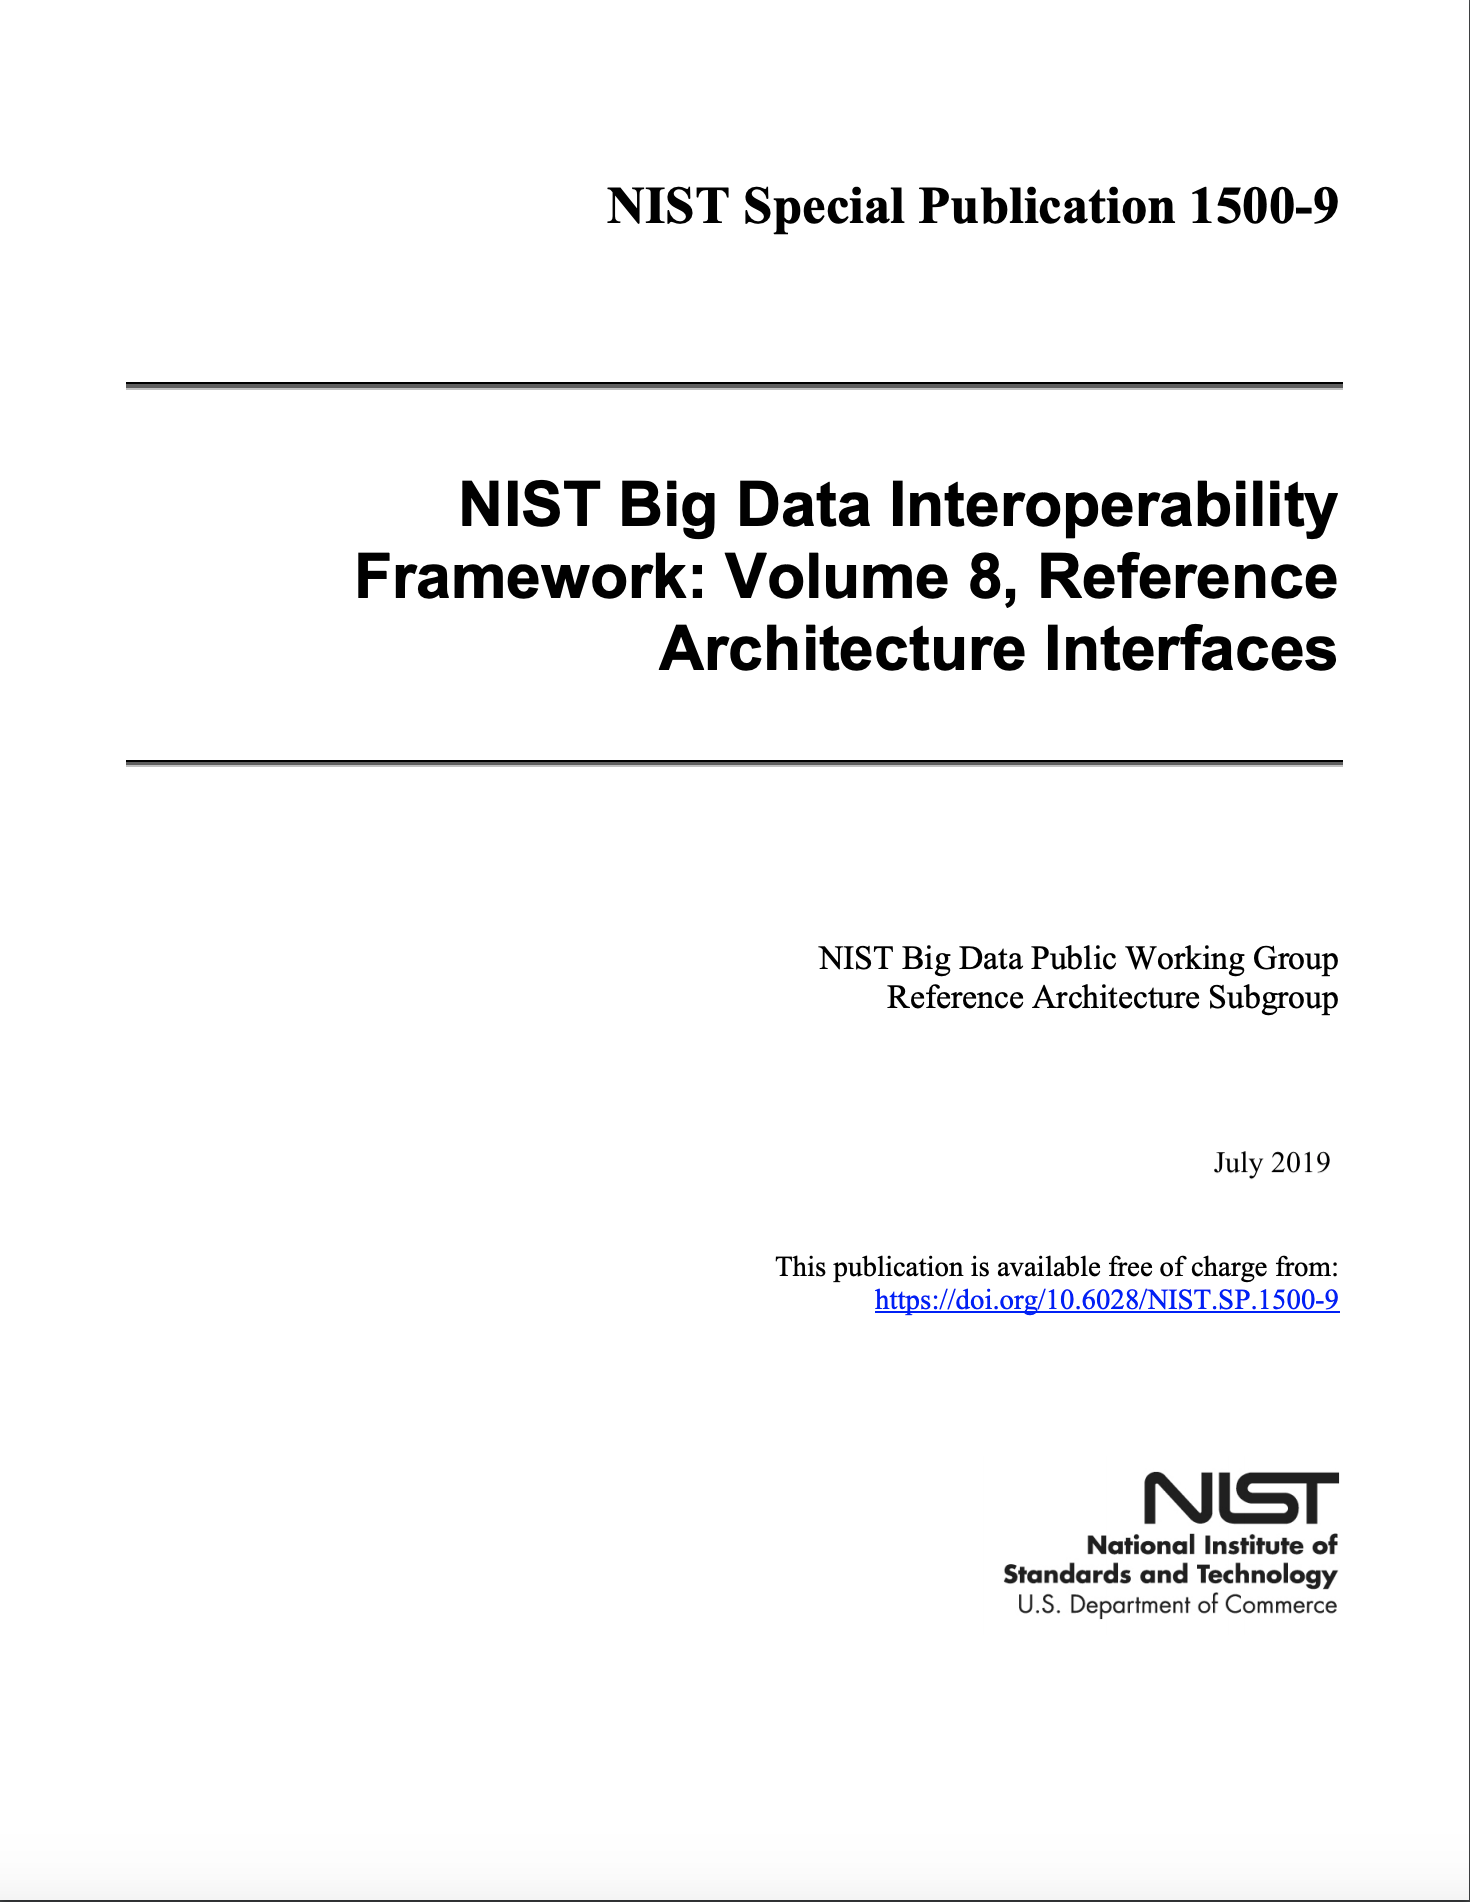 NIST Special Publication 1500-9
NIST Big Data Interoperability
Framework: Volume 8, Reference
Architecture Interfaces
NIST Big Data Public Working Group
Reference Architecture Subgroup
July 2019
This publication is available free of charge from:
https://doi.org/10.6028/NIST.SP.1500-9
NIST
National Institute of
Standards and Technology
U.S. Department of Commerce